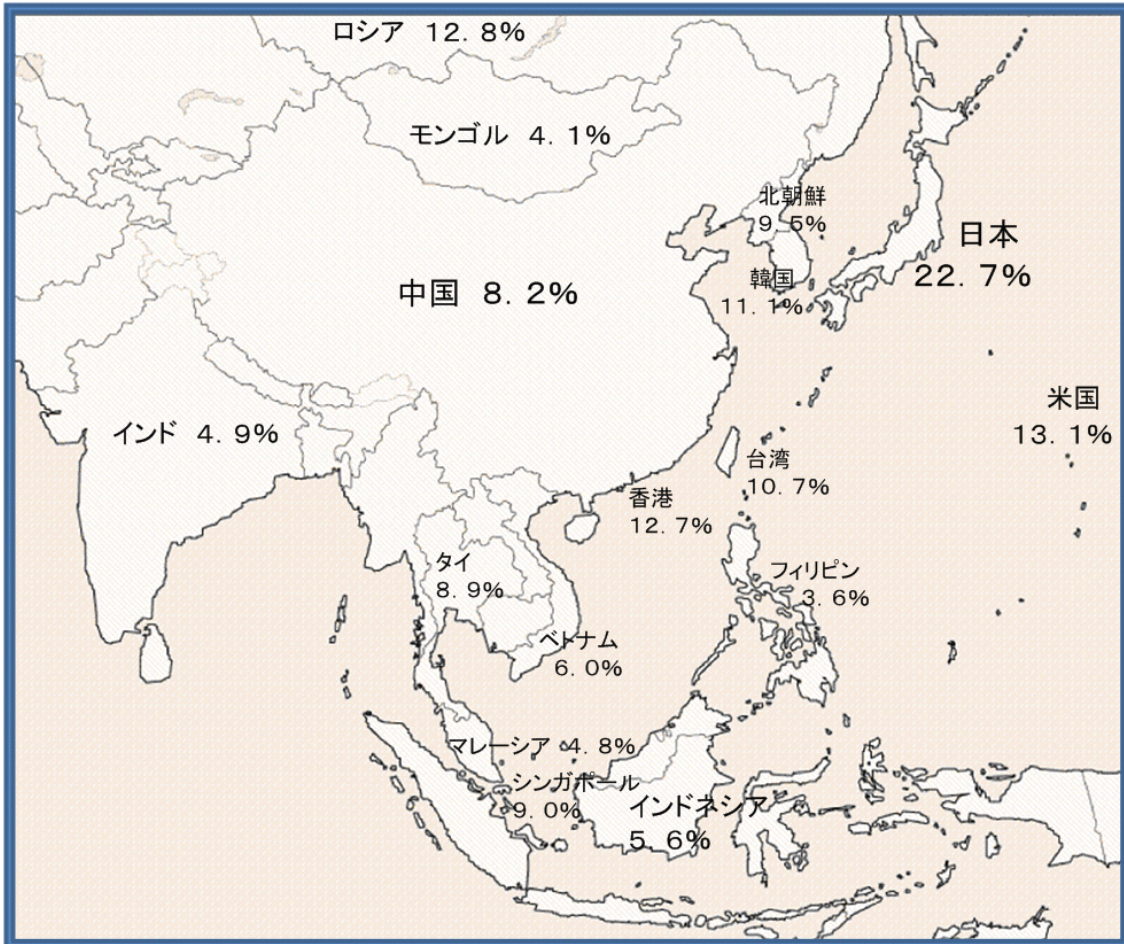 ロシア 12.8%
モンゴル 4.1%
北朝鮮
9.5%
日本
22.7%
中国 8.2%
韓国
11.1%
米国
13.1%
インド 4.9%
台湾
10.7%
香港
12.7%
タイ
8.9%
フィリピン
3.6%
ベトナム
6.0%
マレーシア 4.8%
シンガポール
9.0%
インドネシア
5.6%